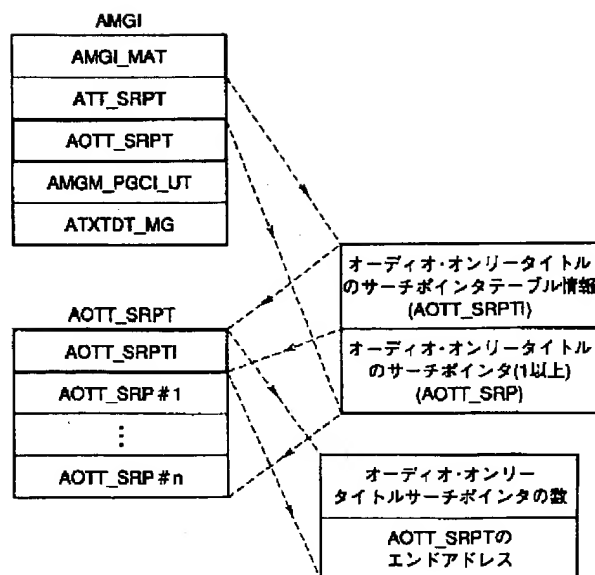 AMGI
AMGI_MAT
ATT_SRPT
AOTT_SRPT
AMGM_PGCI_UT
ATXTDT_MG
オーディオ・オンリータイトル
のサーチポインタテーブル情報
(AOTT_SRPTI)
オーディオ・オンリータイトル
のサーチポインタ(1以上)
(AOTT_SRP)
AOTT_SRPT
AOTT_SRPTI
AOTT_SRP#1
⋮
AOTT_SRP#n
オーディオ・オンリー
タイトルサーチポインタの数
AOTT_SRPTの
エンドアドレス